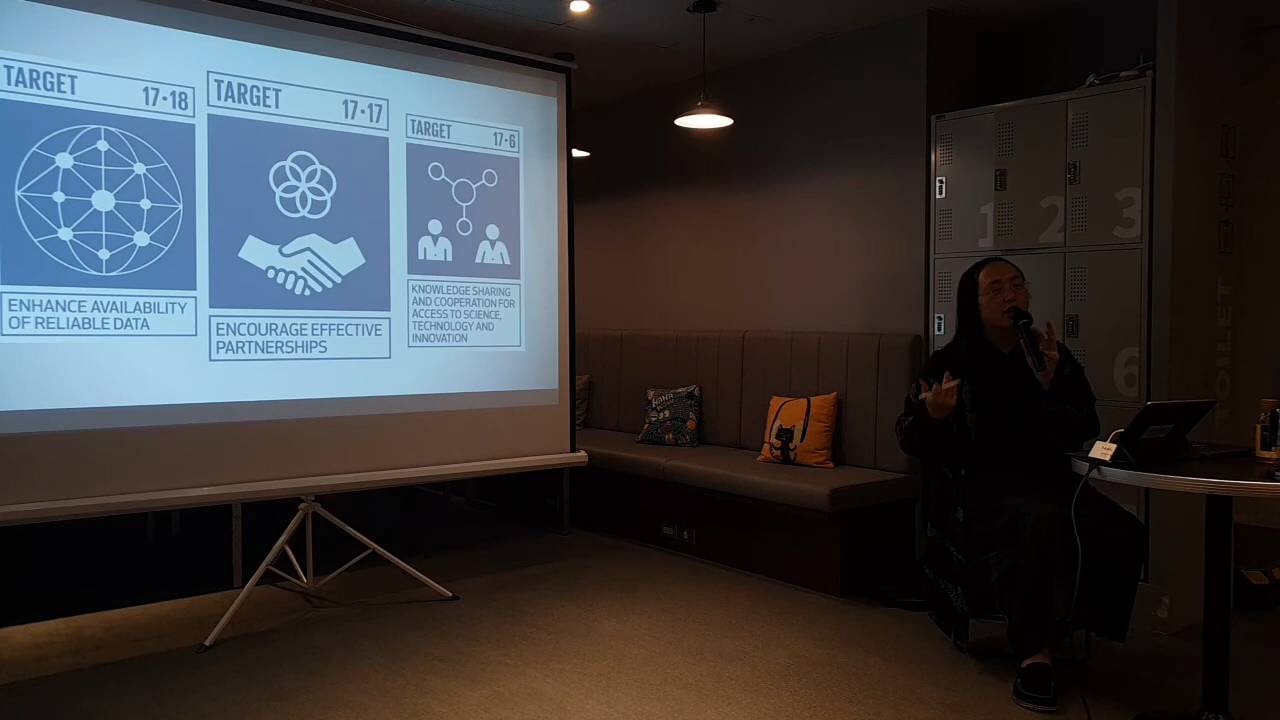 TARGET 17•18
ENHANCE AVAILABILITY
OF RELIABLE DATA
TARGET 17•17
ENCOURAGE EFFECTIVE
PARTNERSHIPS
TARGET 17•6
KNOWLEDGE SHARING
AND COOPERATION FOR
ACCESS TO SCIENCE,
TECHNOLOGY AND
INNOVATION
1 2 3
6
TOILET